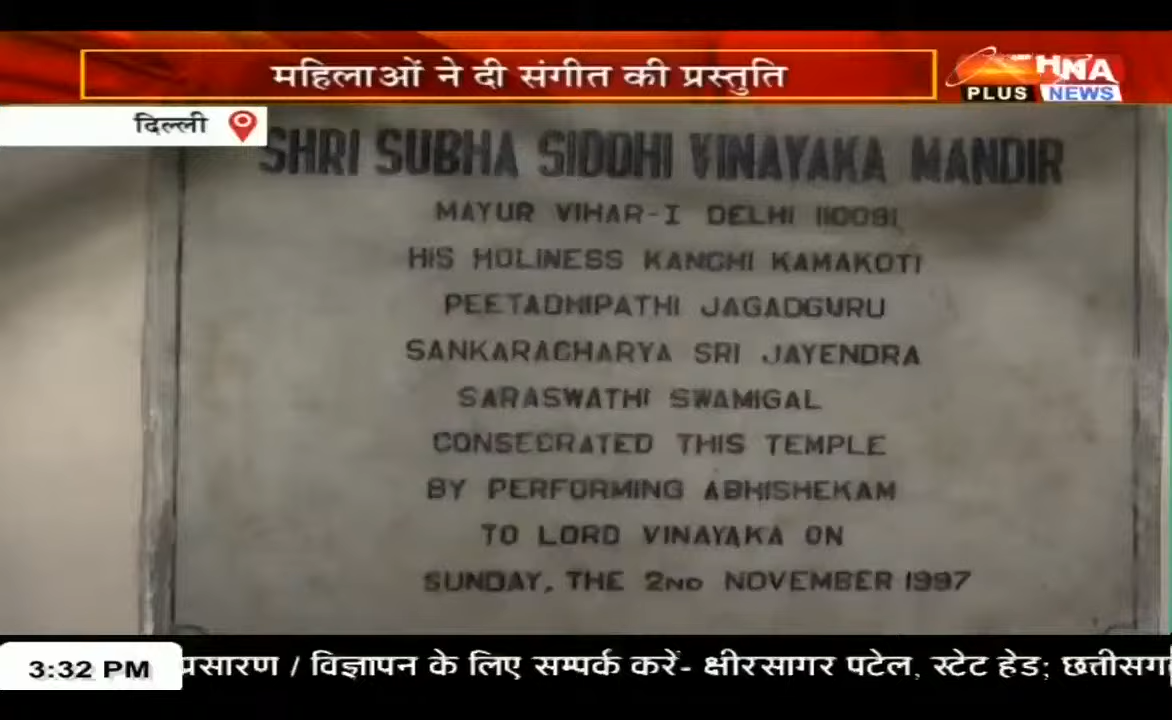 महिलाओं ने दी संगीत की प्रस्तुति
HNA
PLUS NEWS
दिल्ली
SHRI SUBHA SIDDHI VINAYAKA MANDIR
MAYUR VIHAR-I DELHI 110091
HIS HOLINESS KANCHI KAMAKOTI
PEETADHIPATHI JAGADGURU
SANKARACHARYA SRI JAYENDRA
SARASWATHI SWAMIGAL
CONSECRATED THIS TEMPLE
BY PERFORMING ABHISHEKAM
TO LORD VINAYAKA ON
SUNDAY, THE 2ND NOVEMBER 1997
3:32 PM प्रसारण / विज्ञापन के लिए सम्पर्क करें- क्षीरसागर पटेल, स्टेट हेड; छत्तीसग